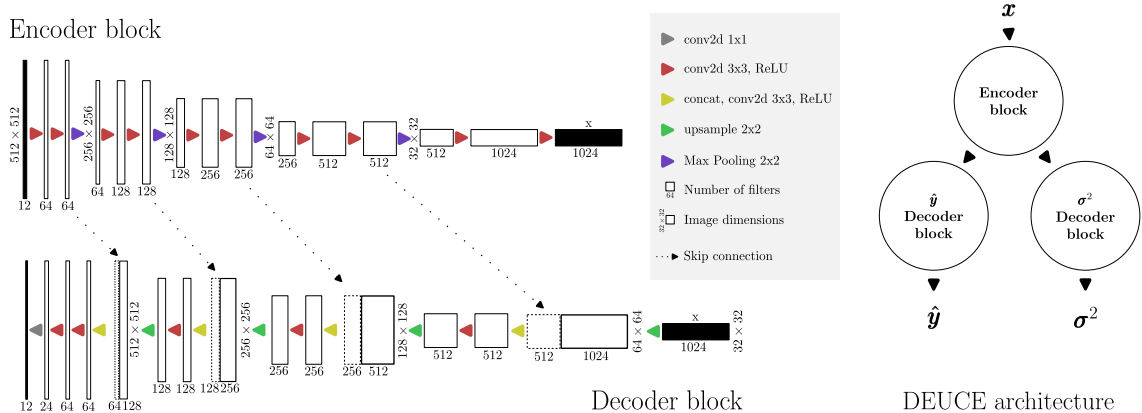 Encoder block
512 × 512
12
64
64
256 × 256
64
128
128
128 × 128
128
256
256
64 × 64
256
512
512
32 × 32
512
1024
x
1024
conv2d 1x1
conv2d 3x3, ReLU
concat, conv2d 3x3, ReLU
upsample 2x2
Max Pooling 2x2
64
Number of filters
32 × 32
Image dimensions
Skip connection
12
24
64
64
64
128
512 × 512
128
128
128
256
256 × 256
256
256
256
512
128 × 128
512
512
512
1024
64 × 64
x
1024
32 × 32
Decoder block
x
Encoder
block
ŷ
Decoder
block
σ²
Decoder
block
ŷ
σ²
DEUCE architecture